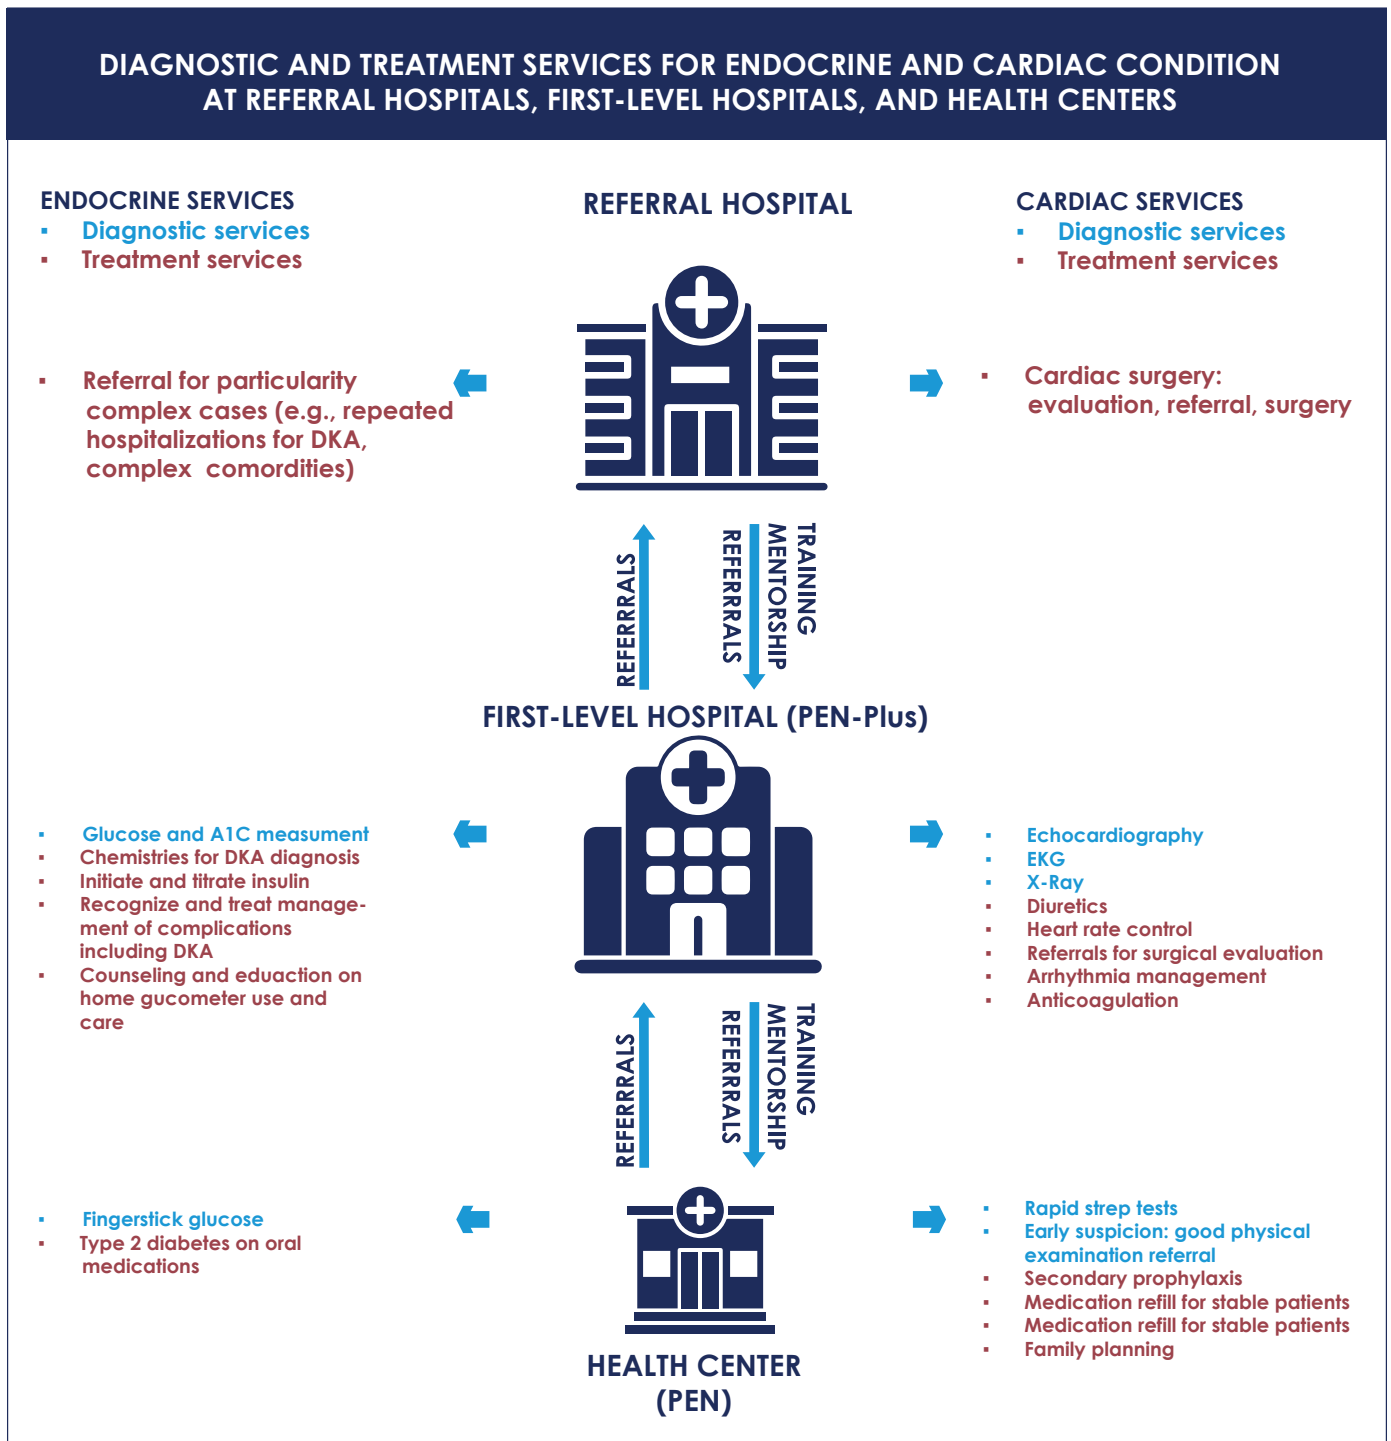 DIAGNOSTIC AND TREATMENT SERVICES FOR ENDOCRINE AND CARDIAC CONDITION
AT REFERRAL HOSPITALS, FIRST-LEVEL HOSPITALS, AND HEALTH CENTERS
ENDOCRINE SERVICES
▪ Diagnostic services
▪ Treatment services
REFERRAL HOSPITAL
CARDIAC SERVICES
▪ Diagnostic services
▪ Treatment services
▪ Referral for particularity
complex cases (e.g., repeated
hospitalizations for DKA,
complex comordities)
▪ Cardiac surgery:
evaluation, referral, surgery
REFERRRALS
REFERRRALS
MENTORSHIP
TRAINING
FIRST-LEVEL HOSPITAL (PEN-Plus)
▪ Glucose and A1C measument
▪ Chemistries for DKA diagnosis
▪ Initiate and titrate insulin
▪ Recognize and treat manage-
ment of complications
including DKA
▪ Counseling and eduaction on
home gucometer use and
care
▪ Echocardiography
▪ EKG
▪ X-Ray
▪ Diuretics
▪ Heart rate control
▪ Referrals for surgical evaluation
▪ Arrhythmia management
▪ Anticoagulation
REFERRRALS
REFERRRALS
MENTORSHIP
TRAINING
▪ Fingerstick glucose
▪ Type 2 diabetes on oral
medications
▪ Rapid strep tests
▪ Early suspicion: good physical
examination referral
▪ Secondary prophylaxis
▪ Medication refill for stable patients
▪ Medication refill for stable patients
▪ Family planning
HEALTH CENTER
(PEN)